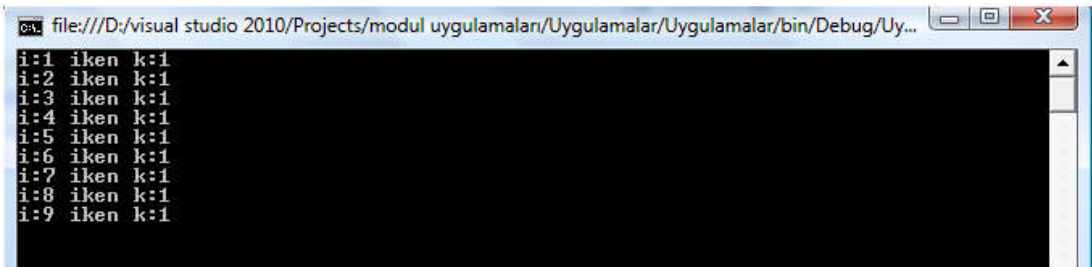 file:///D:/visual studio 2010/Projects/modul uygulamaları/Uygulamalar/Uygulamalar/bin/Debug/Uy...
i:1 iken k:1
i:2 iken k:1
i:3 iken k:1
i:4 iken k:1
i:5 iken k:1
i:6 iken k:1
i:7 iken k:1
i:8 iken k:1
i:9 iken k:1